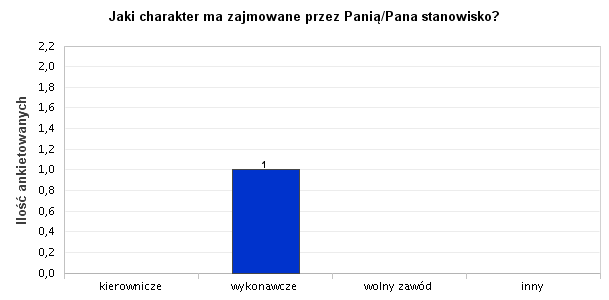 Jaki charakter ma zajmowane przez Panią/Pana stanowisko?
Ilość ankietowanych
2,2
2,0
1,8
1,6
1,4
1,2
1,0
0,8
0,6
0,4
0,2
0,0
1
kierownicze
wykonawcze
wolny zawód
inny